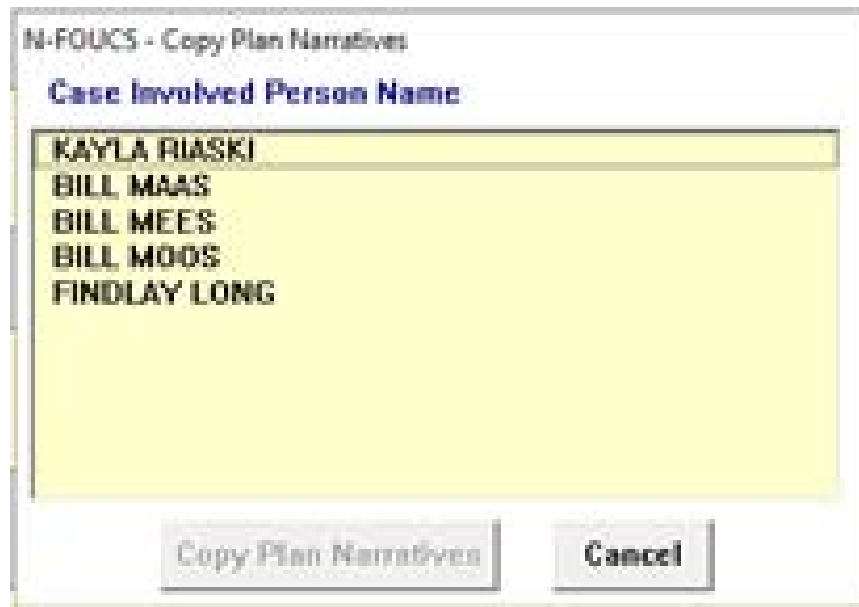 N-FOUCS - Copy Plan Narratives
Case Involved Person Name
KAYLA RIASKI
BILL MAAS
BILL MEES
BILL MOOS
FINDLAY LONG
Copy Plan Narratives
Cancel